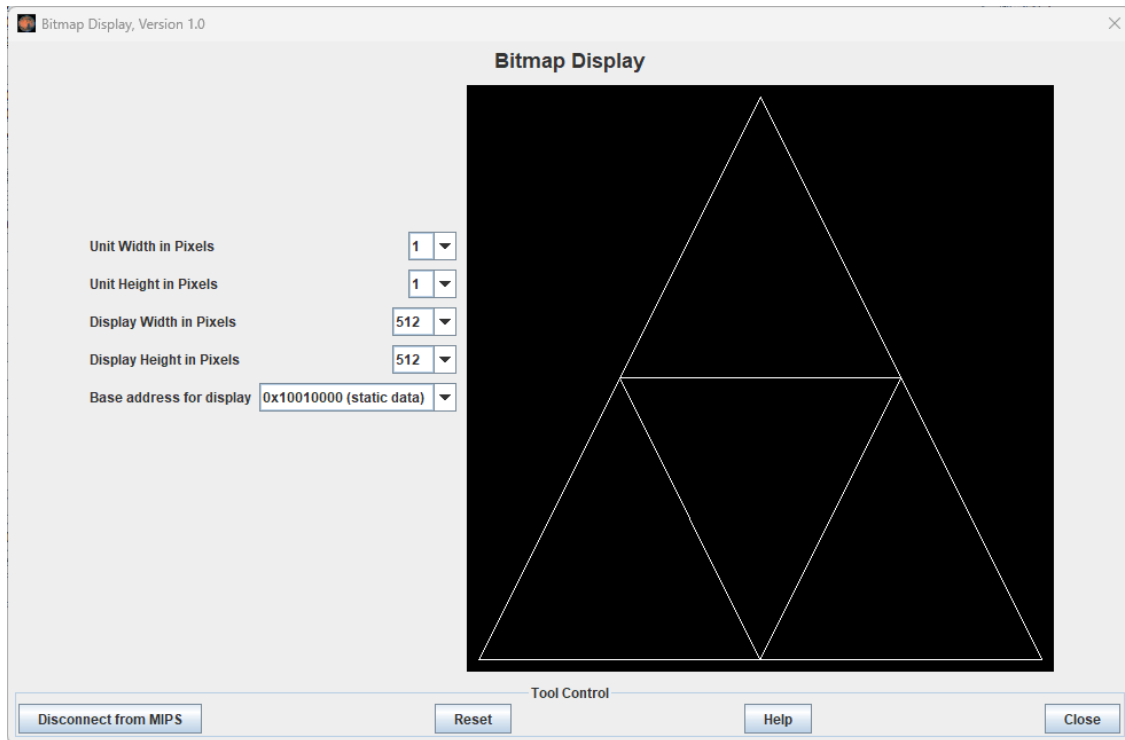 Bitmap Display, Version 1.0
Bitmap Display
Unit Width in Pixels 1
Unit Height in Pixels 1
Display Width in Pixels 512
Display Height in Pixels 512
Base address for display 0x10010000 (static data)
Tool Control
Disconnect from MIPS Reset Help Close